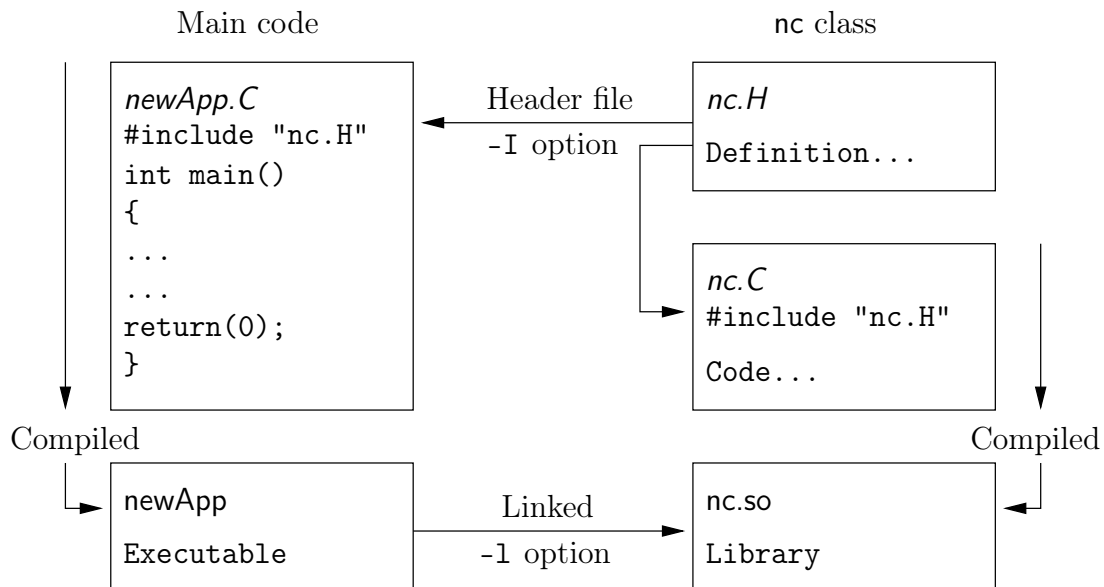 Main code
nc class
newApp.C
#include "nc.H"
int main()
{
...
...
return(0);
}
Header file
-I option
nc.H
Definition...
nc.C
#include "nc.H"
Code...
Compiled
Compiled
newApp
Executable
Linked
-l option
nc.so
Library